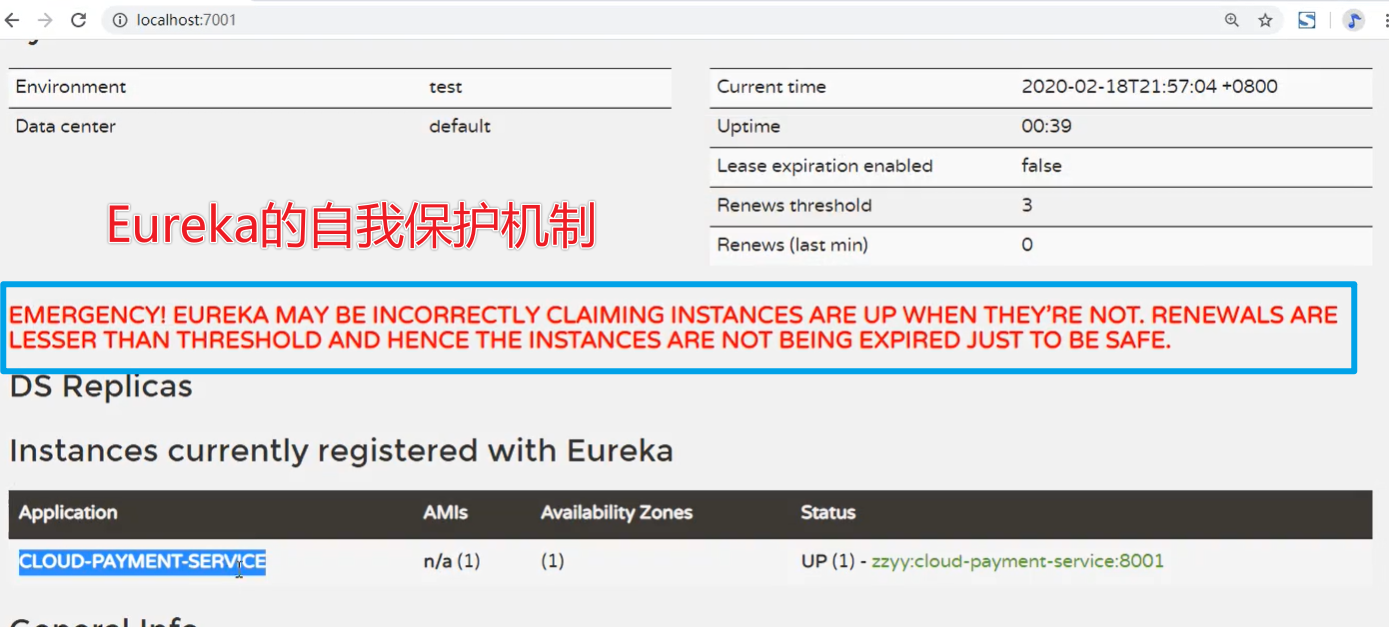 localhost:7001
Environment test
Data center default
Current time 2020-02-18T21:57:04 +0800
Uptime 00:39
Lease expiration enabled false
Renews threshold 3
Renews (last min) 0
Eureka的自我保护机制
EMERGENCY! EUREKA MAY BE INCORRECTLY CLAIMING INSTANCES ARE UP WHEN THEY'RE NOT. RENEWALS ARE
LESSER THAN THRESHOLD AND HENCE THE INSTANCES ARE NOT BEING EXPIRED JUST TO BE SAFE.
DS Replicas
Instances currently registered with Eureka
Application AMIs Availability Zones Status
CLOUD-PAYMENT-SERVICE n/a (1) (1) UP (1) - zzyy:cloud-payment-service:8001
General Info